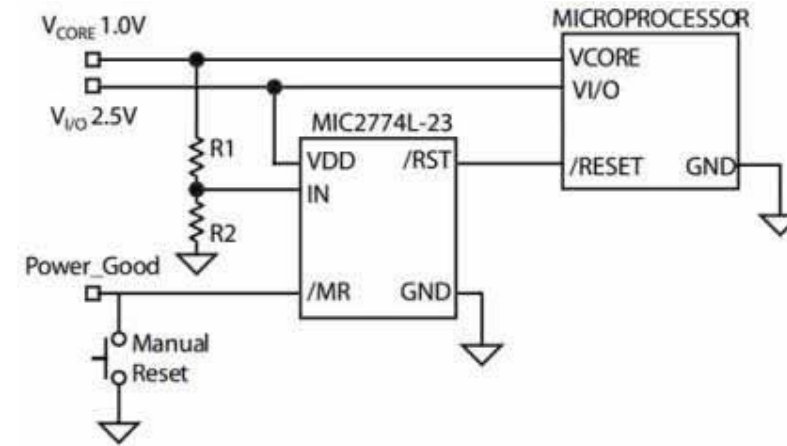 MICROPROCESSOR
VCORE 1.0V
VCORE
VI/O
VI/O 2.5V
MIC2774L-23
R1
VDD
/RST
/RESET
GND
IN
R2
Power_Good
/MR
GND
Manual
Reset